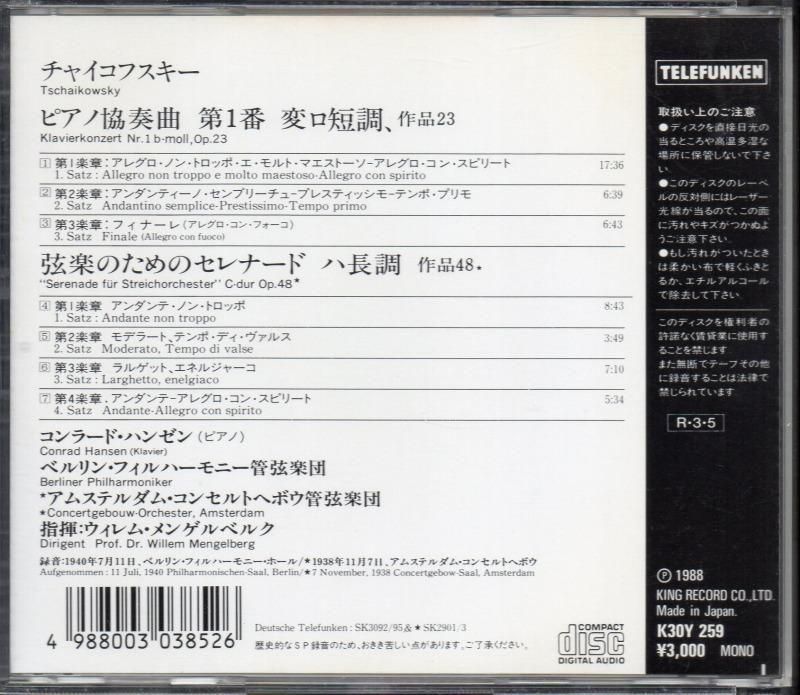 チャイコフスキー
Tschaikowsky
ピアノ協奏曲 第1番 変ロ短調、作品23
Klavierkonzert Nr.1 b-moll, Op.23
1 第1楽章:アレグロ・ノン・トロッポ・エ・モルト・マエストーソ-アレグロ・コン・スピリート 17:36
1. Satz : Allegro non troppo e molto maestoso-Allegro con spirito
2 第2楽章:アンダンティーノ・センプリーチェ-プレスティッシモ-テンポ・プリモ 6:39
2. Satz Andantino semplice-Prestissimo-Tempo primo
3 第3楽章:フィナーレ(アレグロ・コン・フォーコ) 6:43
3. Satz Finale (Allegro con fuoco)
弦楽のためのセレナード ハ長調 作品48★
"Serenade für Streichorchester" C-dur Op.48★
4 第1楽章 アンダンテ・ノン・トロッポ 8:43
1. Satz : Andante non troppo
5 第2楽章 モデラート、テンポ・ディ・ヴァルス 3:49
2. Satz Moderato, Tempo di valse
6 第3楽章 ラルゲット、エネルジャーコ 7:10
3. Satz : Larghetto, enelgiaco
7 第4楽章.アンダンテ-アレグロ・コン・スピリート 5:34
4. Satz Andante-Allegro con spirito
コンラード・ハンゼン(ピアノ)
Conrad Hansen (Klavier)
ベルリン・フィルハーモニー管弦楽団
Berliner Philharmoniker
★アムステルダム・コンセルトヘボウ管弦楽団
★Concertgebouw-Orchester, Amsterdam
指揮:ウィレム・メンゲルベルク
Dirigent Prof. Dr. Willem Mengelberg
録音:1940年7月11日、ベルリン・フィルハーモニー・ホール/★1938年11月7日、アムステルダム・コンセルトヘボウ
Aufgenommen : 11 Juli, 1940 Philharmonischen-Saal, Berlin/★7 November, 1938 Concertgebow-Saal, Amsterdam
4 988003 038526
Deutsche Telefunken : SK3092/95 & ★ SK2901/3
歴史的なSP録音のため、おきき苦しい点があります。ご了承ください。
COMPACT
disc
DIGITAL AUDIO
TELEFUNKEN
取扱い上のご注意
●ディスクを直接日光の
当るところや高温多湿な
場所に保管しないで下さ
い。
●このディスクのレーベ
ルの反対側にはレーザー
光線が当るので、この面
に汚れやキズがつかぬよ
うご注意下さい。
●もし汚れがついたとき
は柔かい布で軽くふきと
るか、エチルアルコール
で除去して下さい。
このディスクを権利者の
許諾なく賃貸業に使用す
ることを禁じます。
また無断でテープその他
に録音することは法律で
禁じられています。
R・3・5
Ⓟ 1988
KING RECORD CO., LTD.
Made in Japan.
K30Y 259
¥3,000 MONO